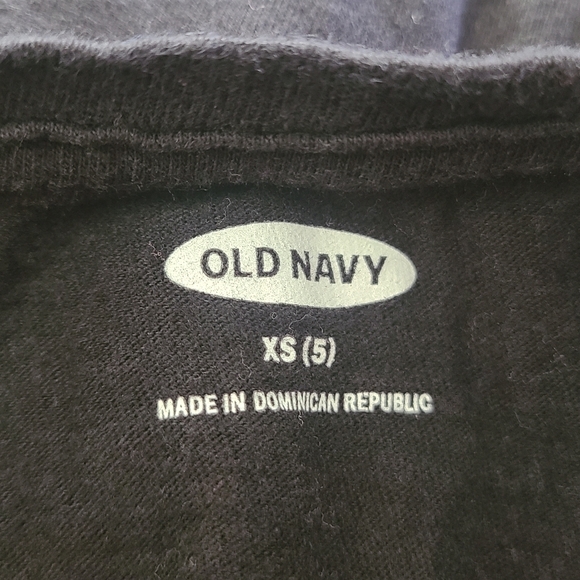 OLD NAVY
XS (5)
MADE IN DOMINICAN REPUBLIC